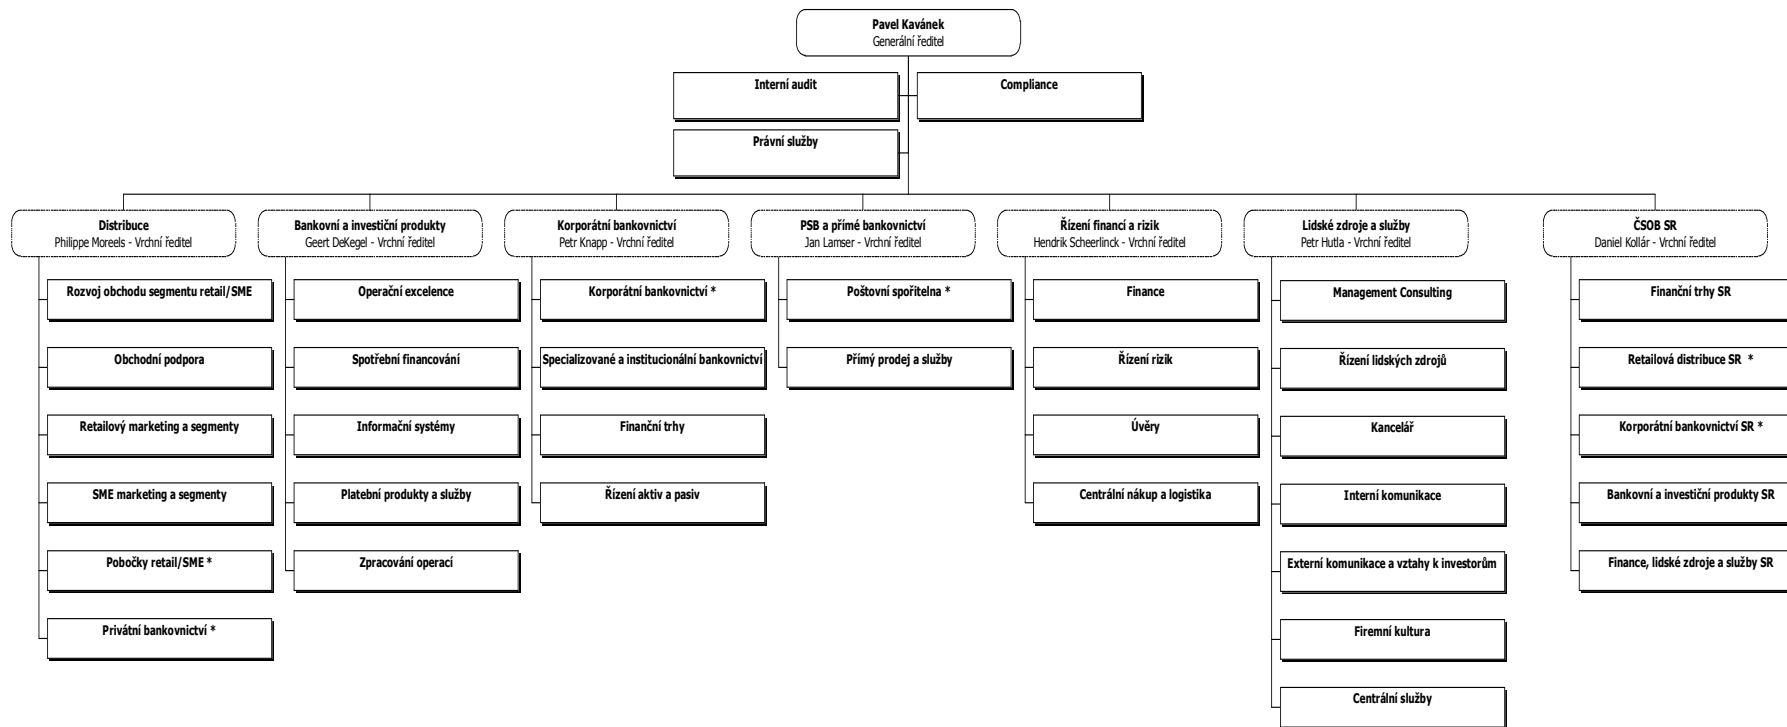 Pavel Kavánek
Generální ředitel
Interní audit
Compliance
Právní služby
Distribuce
Philippe Moreels - Vrchní ředitel
Rozvoj obchodu segmentu retail/SME
Obchodní podpora
Retailový marketing a segmenty
SME marketing a segmenty
Pobočky retail/SME *
Privátní bankovnictví *
Bankovní a investiční produkty
Geert DeKegel - Vrchní ředitel
Operační excelence
Spotřební financování
Informační systémy
Platební produkty a služby
Zpracování operací
Korporátní bankovnictví
Petr Knapp - Vrchní ředitel
Korporátní bankovnictví *
Specializované a institucionální bankovnictví
Finanční trhy
Řízení aktiv a pasiv
PSB a přímé bankovnictví
Jan Lamser - Vrchní ředitel
Poštovní spořitelna *
Přímý prodej a služby
Řízení financí a rizik
Hendrik Scheerlinck - Vrchní ředitel
Finance
Řízení rizik
Úvěry
Centrální nákup a logistika
Lidské zdroje a služby
Petr Hutla - Vrchní ředitel
Management Consulting
Řízení lidských zdrojů
Kancelář
Interní komunikace
Externí komunikace a vztahy k investorům
Firemní kultura
Centrální služby
ČSOB SR
Daniel Kollár - Vrchní ředitel
Finanční trhy SR
Retailová distribuce SR *
Korporátní bankovnictví SR *
Bankovní a investiční produkty SR
Finance, lidské zdroje a služby SR